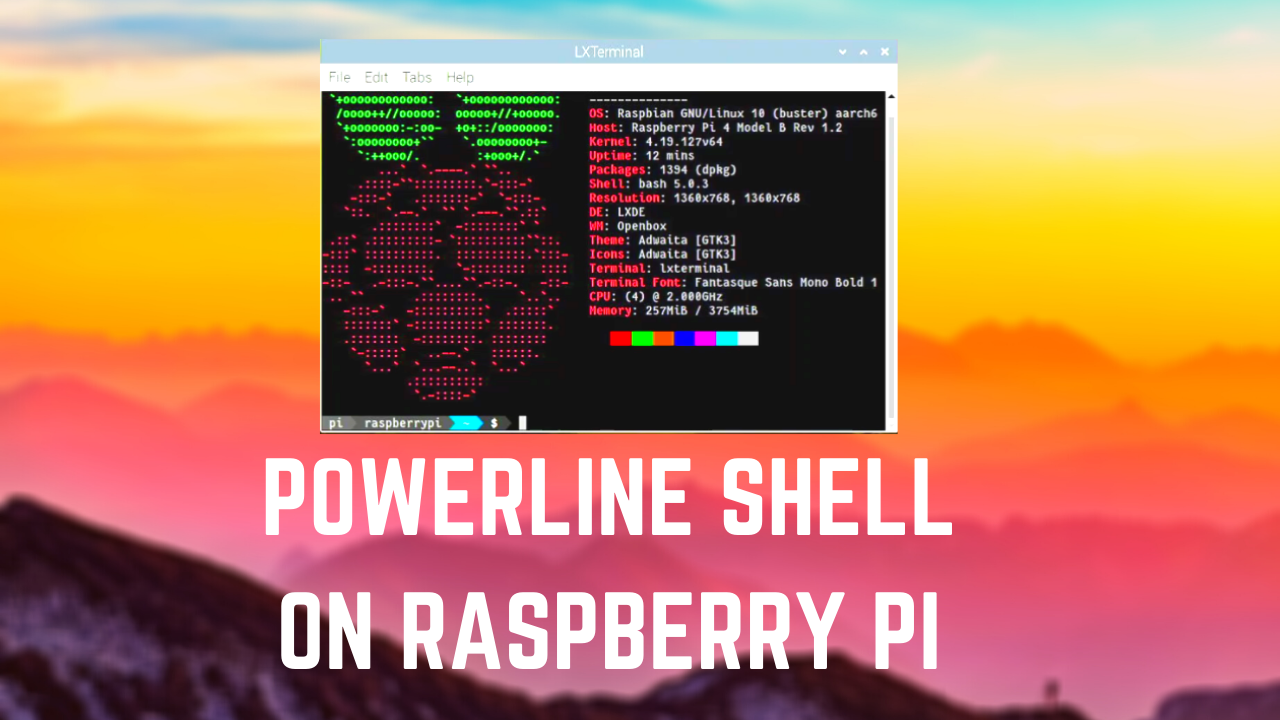 LXTerminal
File Edit Tabs Help
--------------
OS: Raspbian GNU/Linux 10 (buster) aarch6
Host: Raspberry Pi 4 Model B Rev 1.2
Kernel: 4.19.127v64
Uptime: 12 mins
Packages: 1394 (dpkg)
Shell: bash 5.0.3
Resolution: 1360x768, 1360x768
DE: LXDE
WM: Openbox
Theme: Adwaita [GTK3]
Icons: Adwaita [GTK3]
Terminal: lxterminal
Terminal Font: Fantasque Sans Mono Bold 1
CPU: (4) @ 2.000GHz
Memory: 257MiB / 3754MiB
pi raspberrypi ~ $
POWERLINE SHELL
ON RASPBERRY PI